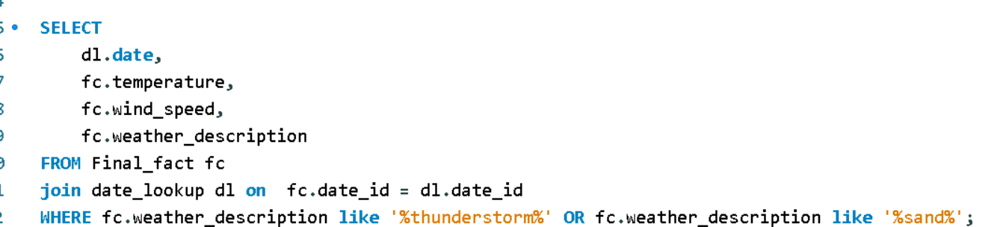 SELECT
dl.date,
fc.temperature,
fc.wind_speed,
fc.weather_description
FROM Final_fact fc
join date_lookup dl on  fc.date_id = dl.date_id
WHERE fc.weather_description like '%thunderstorm%' OR fc.weather_description like '%sand%';